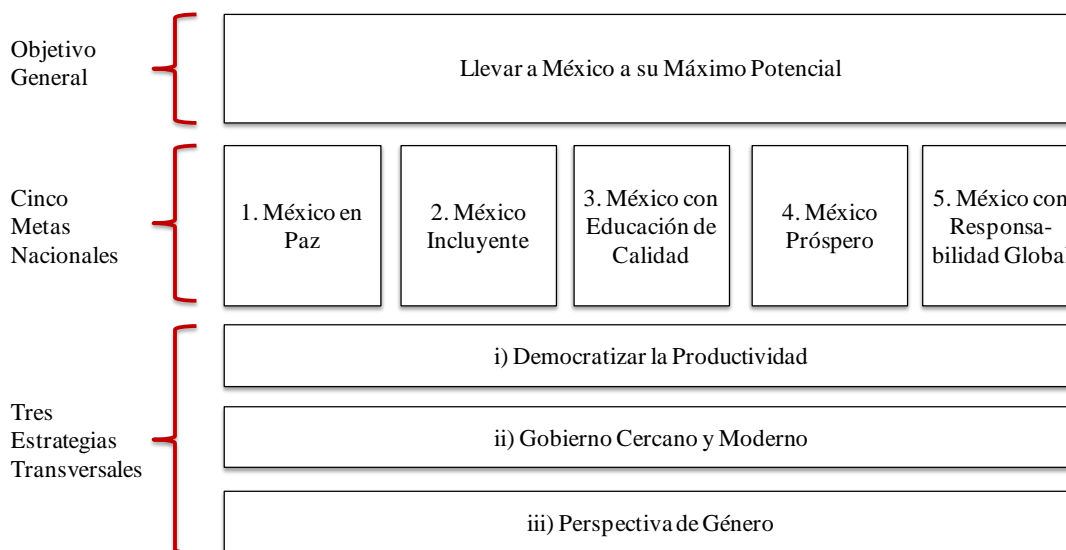 Objetivo
General
Llevar a México a su Máximo Potencial
Cinco
Metas
Nacionales
1. México en
Paz
2. México
Incluyente
3. México con
Educación de
Calidad
4. México
Próspero
5. México con
Responsa-
bilidad Global
Tres
Estrategias
Transversales
i) Democratizar la Productividad
ii) Gobierno Cercano y Moderno
iii) Perspectiva de Género